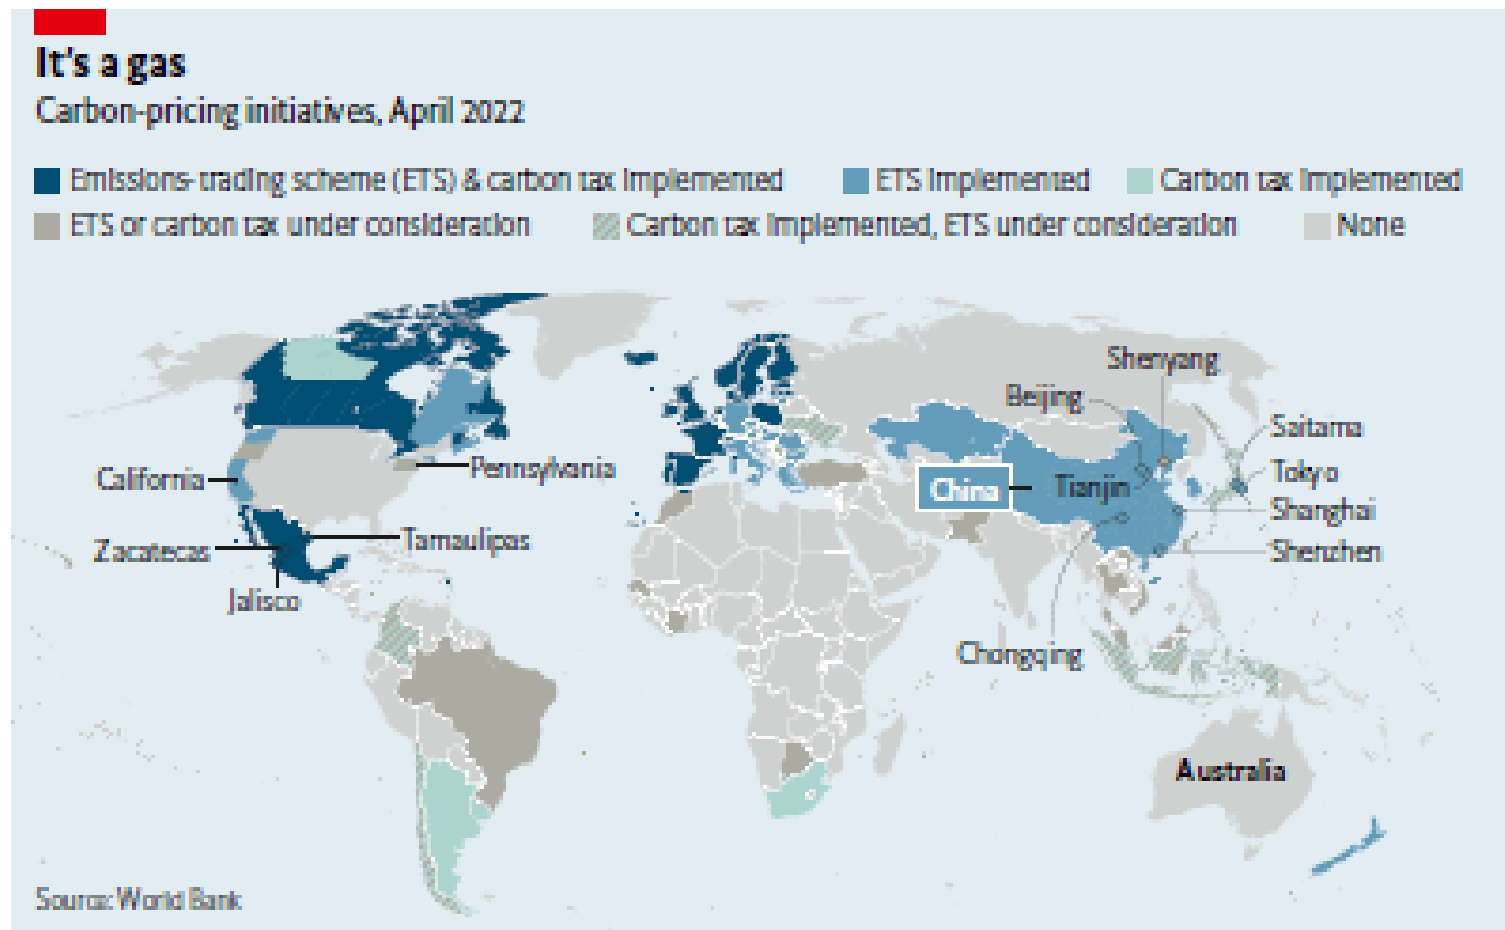 It's a gas
Carbon-pricing initiatives, April 2022
Emissions-trading scheme (ETS) & carbon tax implemented
ETS implemented
Carbon tax implemented
ETS or carbon tax under consideration
Carbon tax implemented, ETS under consideration
None
Shenyang
Beijing
Saitama
California
Pennsylvania
Tokyo
China
Tianjin
Shanghai
Zacatecas
Tamaulipas
Shenzhen
Jalisco
Chongqing
Australia
Source: World Bank